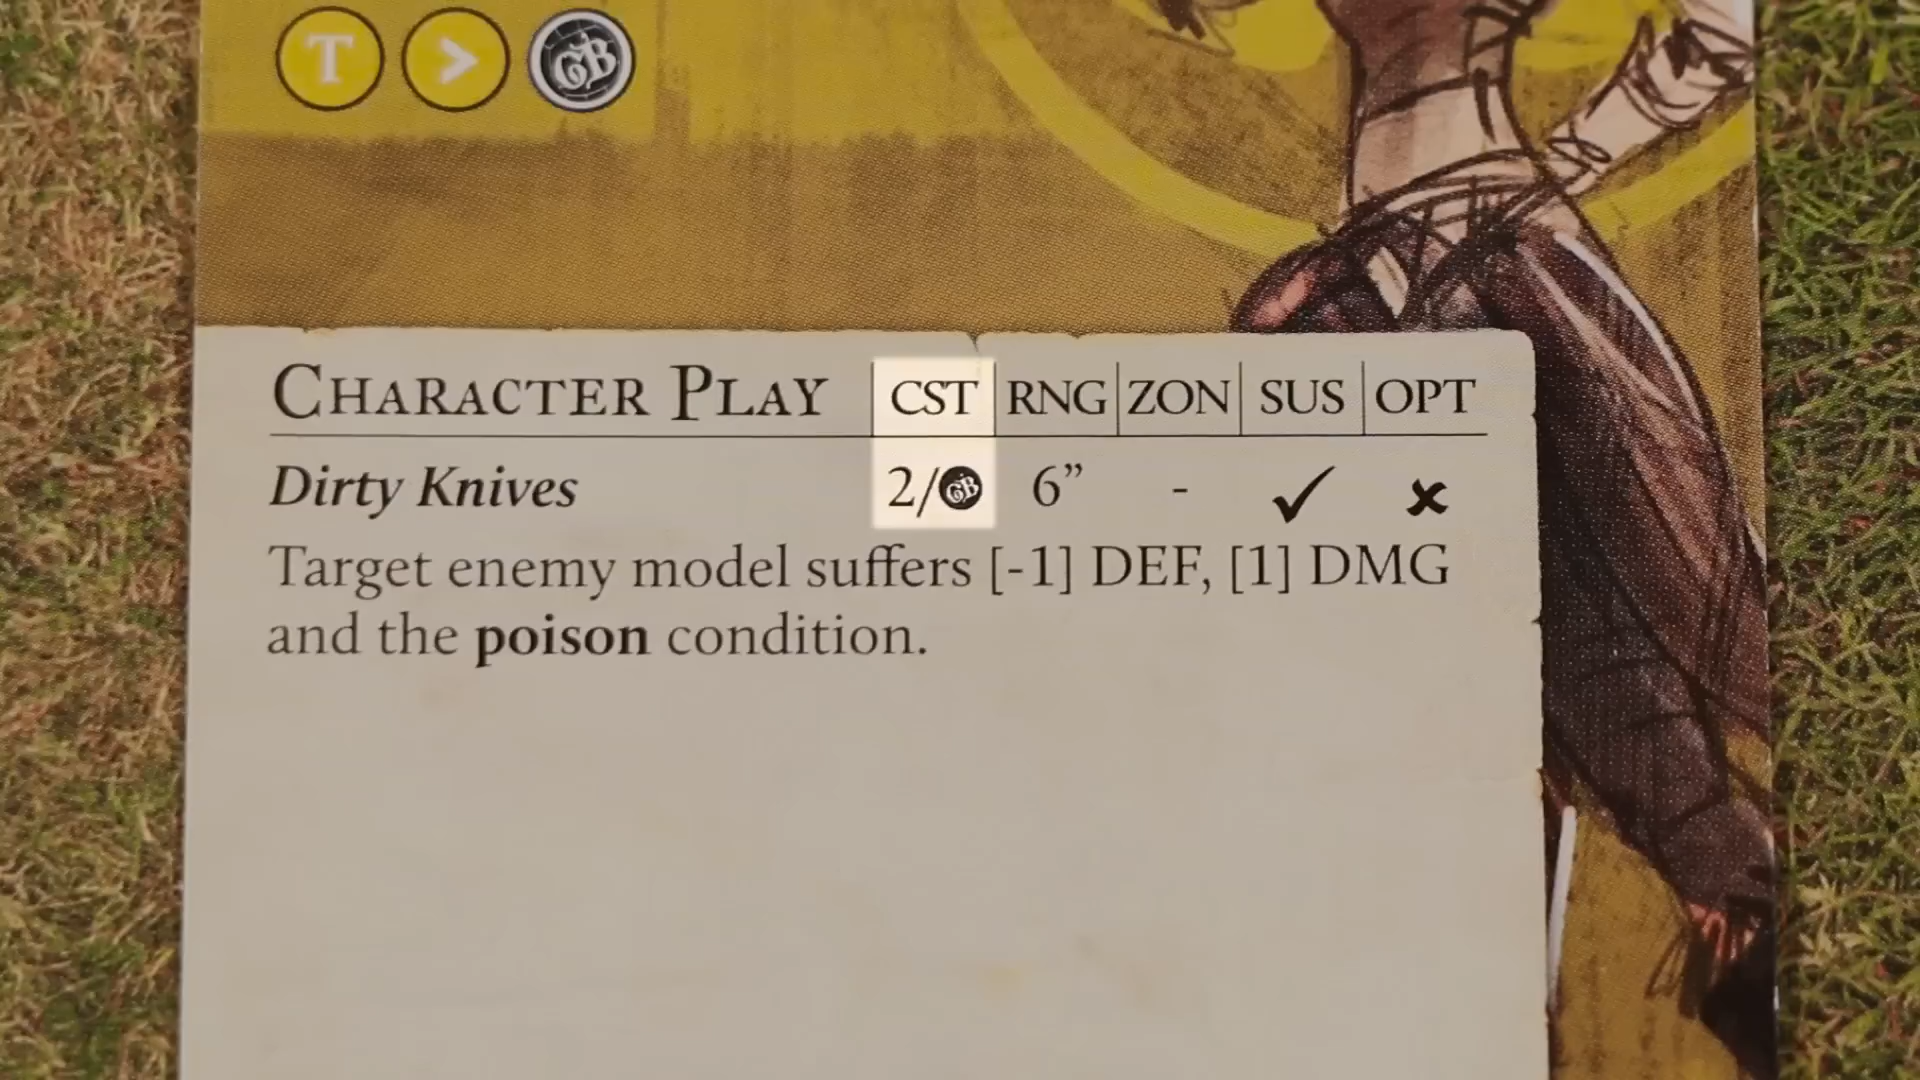 T > GB
CHARACTER PLAY CST RNG ZON SUS OPT
Dirty Knives 2/GB 6” - ✓ ×
Target enemy model suffers [-1] DEF, [1] DMG
and the poison condition.